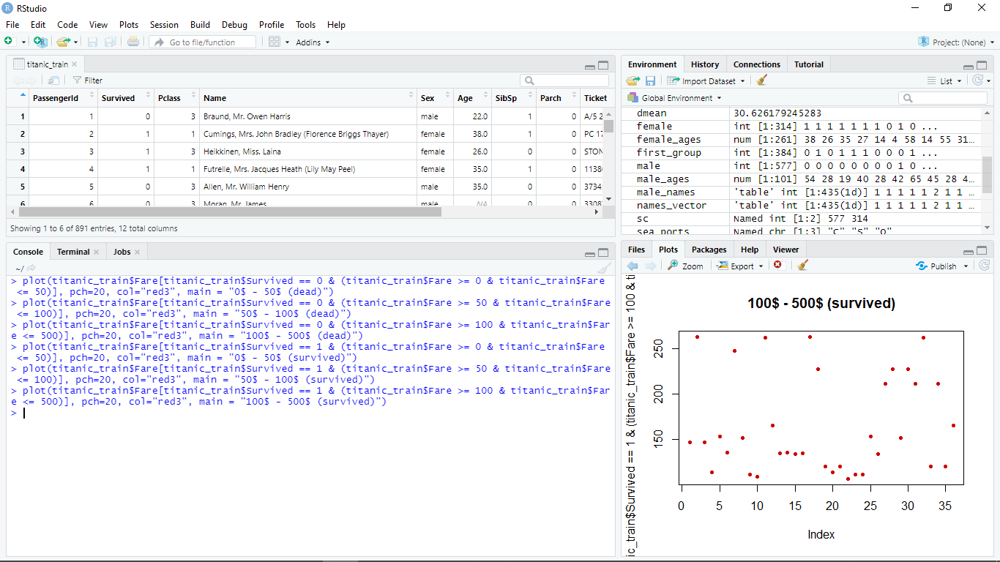 RStudio
File Edit Code View Plots Session Build Debug Profile Tools Help
Go to file/function Addins Project: (None)
titanic_train
Filter
PassengerId Survived Pclass Name Sex Age SibSp Parch Ticket
1 1 0 3 Braund, Mr. Owen Harris male 22.0 1 0 A/5 2
2 2 1 1 Cumings, Mrs. John Bradley (Florence Briggs Thayer) female 38.0 1 0 PC 17
3 3 1 3 Heikkinen, Miss. Laina female 26.0 0 0 STON
4 4 1 1 Futrelle, Mrs. Jacques Heath (Lily May Peel) female 35.0 1 0 1138
5 5 0 3 Allen, Mr. William Henry male 35.0 0 0 3734
6 6 0 3 Moran, Mr. James male NA 0 0 3308
Showing 1 to 6 of 891 entries, 12 total columns
Console Terminal Jobs
~/
> plot(titanic_train$Fare[titanic_train$Survived == 0 & (titanic_train$Fare >= 0 & titanic_train$Fare
<= 50)], pch=20, col="red3", main = "0$ - 50$ (dead)")
> plot(titanic_train$Fare[titanic_train$Survived == 0 & (titanic_train$Fare >= 50 & titanic_train$Fare
<= 100)], pch=20, col="red3", main = "50$ - 100$ (dead)")
> plot(titanic_train$Fare[titanic_train$Survived == 0 & (titanic_train$Fare >= 100 & titanic_train$Far
e <= 500)], pch=20, col="red3", main = "100$ - 500$ (dead)")
> plot(titanic_train$Fare[titanic_train$Survived == 1 & (titanic_train$Fare >= 0 & titanic_train$Fare
<= 50)], pch=20, col="red3", main = "0$ - 50$ (survived)")
> plot(titanic_train$Fare[titanic_train$Survived == 1 & (titanic_train$Fare >= 50 & titanic_train$Fare
<= 100)], pch=20, col="red3", main = "50$ - 100$ (survived)")
> plot(titanic_train$Fare[titanic_train$Survived == 1 & (titanic_train$Fare >= 100 & titanic_train$Far
e <= 500)], pch=20, col="red3", main = "100$ - 500$ (survived)")
>
Environment History Connections Tutorial
Import Dataset List
Global Environment
dmean 30.626179245283
female int [1:314] 1 1 1 1 1 1 1 0 1 0 ...
female_ages num [1:261] 38 26 35 27 14 4 58 14 55 31...
first_group int [1:384] 0 1 0 1 1 1 0 0 0 1 ...
male int [1:577] 0 0 0 0 0 0 0 0 1 0 ...
male_ages num [1:101] 54 28 19 40 28 42 65 45 28 4...
male_names 'table' int [1:435(1d)] 1 1 1 1 1 2 1 1 ...
names_vector 'table' int [1:435(1d)] 1 1 1 1 1 2 1 1 ...
sc Named int [1:2] 577 314
sea_ports Named chr [1:3] "C" "S" "Q"
Files Plots Packages Help Viewer
Zoom Export Publish
100$ - 500$ (survived)
ic_train$Survived == 1 & (titanic_train$Fare >= 100 & ti
250
200
150
0 5 10 15 20 25 30 35
Index